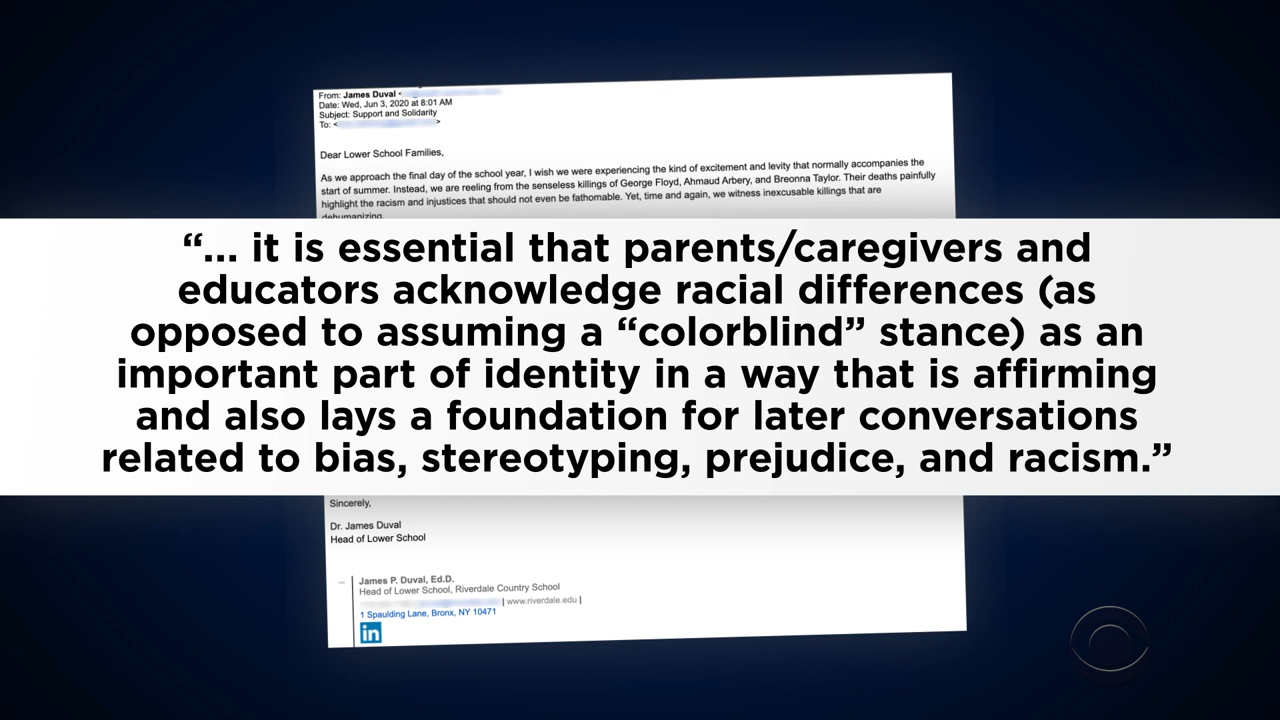 From: James Duval <
Date: Wed, Jun 3, 2020 at 8:01 AM
Subject: Support and Solidarity
To: < >
Dear Lower School Families,
As we approach the final day of the school year, I wish we were experiencing the kind of excitement and levity that normally accompanies the
start of summer. Instead, we are reeling from the senseless killings of George Floyd, Ahmaud Arbery, and Breonna Taylor. Their deaths painfully
highlight the racism and injustices that should not even be fathomable. Yet, time and again, we witness inexcusable killings that are
dehumanizing.
“... it is essential that parents/caregivers and
educators acknowledge racial differences (as
opposed to assuming a “colorblind” stance) as an
important part of identity in a way that is affirming
and also lays a foundation for later conversations
related to bias, stereotyping, prejudice, and racism.”
Sincerely,
Dr. James Duval
Head of Lower School
James P. Duval, Ed.D.
Head of Lower School, Riverdale Country School
| www.riverdale.edu |
1 Spaulding Lane, Bronx, NY 10471
in